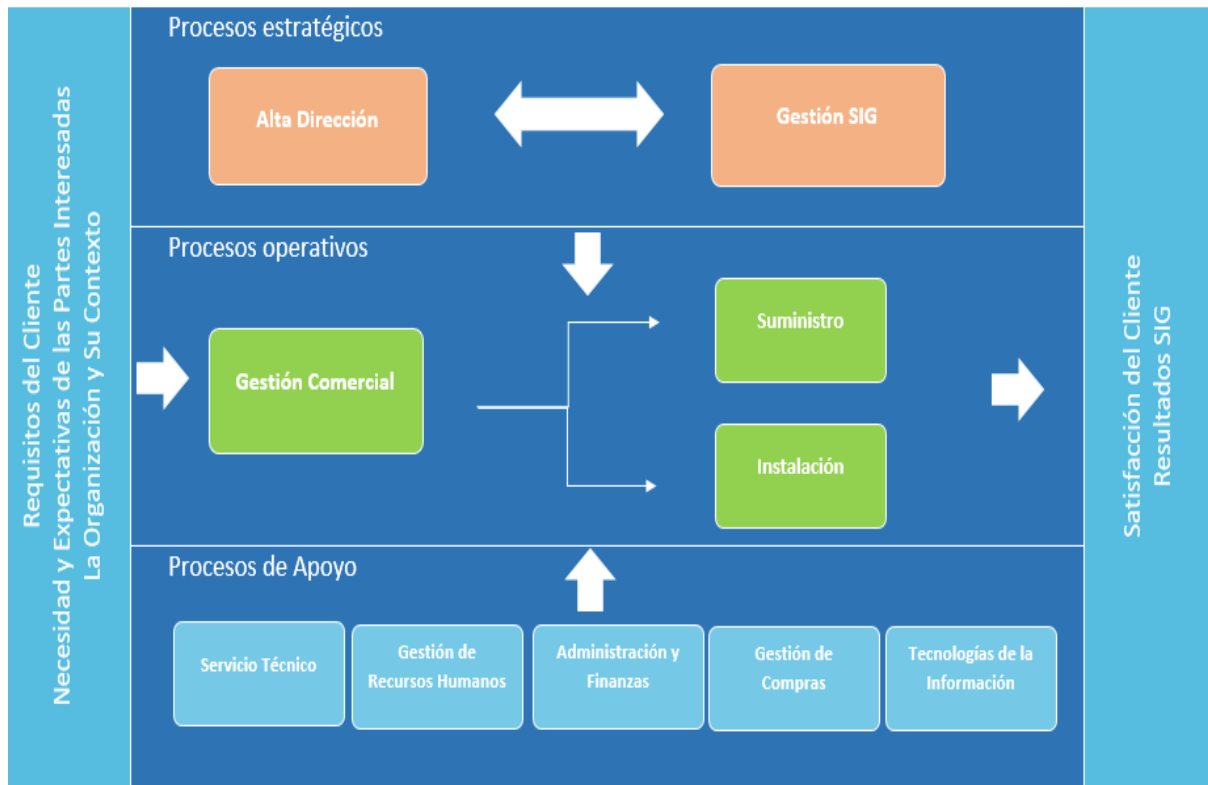 Requisitos del Cliente
Necesidad y Expectativas de las Partes Interesadas
La Organización y Su Contexto
Procesos estratégicos
Alta Dirección
Gestión SIG
Procesos operativos
Gestión Comercial
Suministro
Instalación
Procesos de Apoyo
Servicio Técnico
Gestión de
Recursos Humanos
Administración y
Finanzas
Gestión de
Compras
Tecnologías de la
Información
Satisfacción del Cliente
Resultados SIG